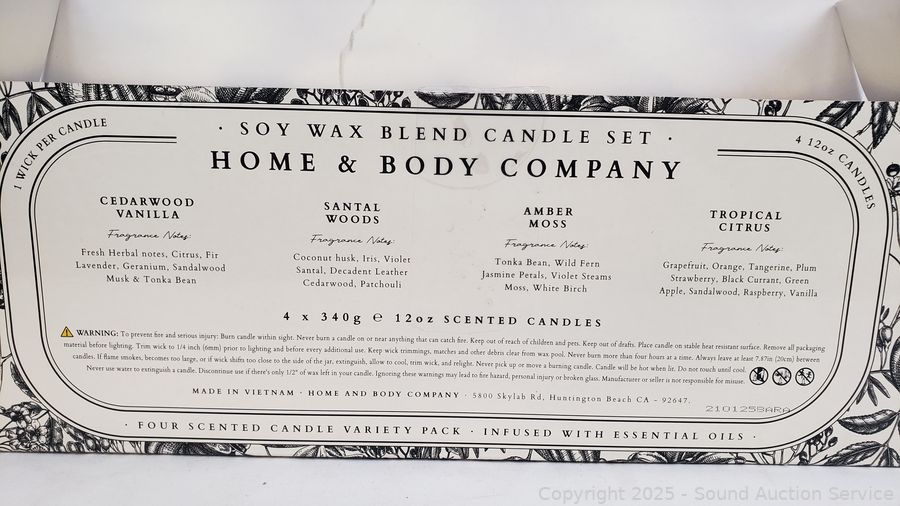 · SOY WAX BLEND CANDLE SET ·
HOME & BODY COMPANY
1 WICK PER CANDLE
4 12oz CANDLES
CEDARWOOD
VANILLA
Fragrance Notes:
Fresh Herbal notes, Citrus, Fir
Lavender, Geranium, Sandalwood
Musk & Tonka Bean
SANTAL
WOODS
Fragrance Notes:
Coconut husk, Iris, Violet
Santal, Decadent Leather
Cedarwood, Patchouli
AMBER
MOSS
Fragrance Notes:
Tonka Bean, Wild Fern
Jasmine Petals, Violet Steams
Moss, White Birch
TROPICAL
CITRUS
Fragrance Notes:
Grapefruit, Orange, Tangerine, Plum
Strawberry, Black Currant, Green
Apple, Sandalwood, Raspberry, Vanilla
4 x 340g ℮ 12oz SCENTED CANDLES
WARNING: To prevent fire and serious injury: Burn candle within sight. Never burn a candle on or near anything that can catch fire. Keep out of reach of children and pets. Keep out of drafts. Place candle on stable heat resistant surface. Remove all packaging
material before lighting. Trim wick to 1/4 inch (6mm) prior to lighting and before every additional use. Keep wick trimmings, matches and other debris clear from wax pool. Never burn more than four hours at a time. Always leave at least 7.87in (20cm) between
candles. If flame smokes, becomes too large, or if wick shifts too close to the side of the jar, extinguish, allow to cool, trim wick, and relight. Never pick up or move a burning candle. Candle will be hot when lit. Do not touch until cool.
Never use water to extinguish a candle. Discontinue use if there's only 1/2" of wax left in your candle. Ignoring these warnings may lead to fire hazard, personal injury or broken glass. Manufacturer or seller is not responsible for misuse.
MADE IN VIETNAM · HOME AND BODY COMPANY · 5800 Skylab Rd, Huntington Beach CA – 92647.
210125BARA
· FOUR SCENTED CANDLE VARIETY PACK · INFUSED WITH ESSENTIAL OILS ·
Copyright 2025 - Sound Auction Service